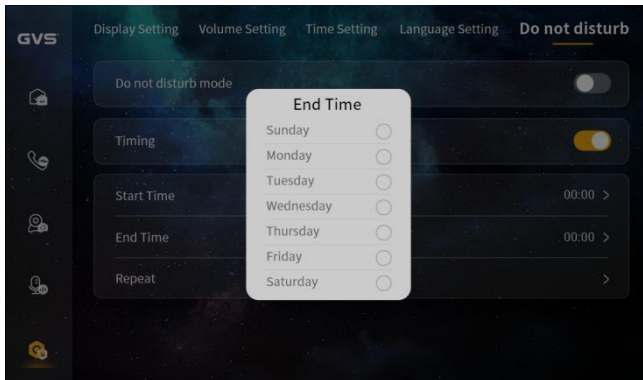 GVS
Display Setting Volume Setting Time Setting Language Setting Do not disturb
Do not disturb mode
Timing
Start Time 00:00 >
End Time 00:00 >
Repeat >
End Time
Sunday
Monday
Tuesday
Wednesday
Thursday
Friday
Saturday